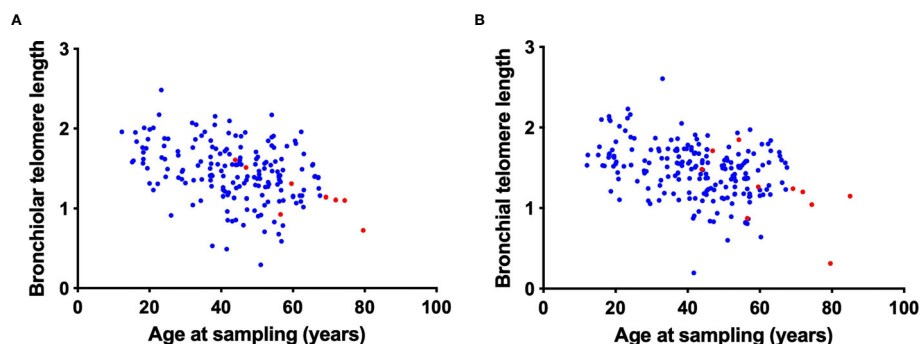 A
Bronchiolar telomere length
3
2
1
0
0 20 40 60 80 100
Age at sampling (years)
B
Bronchial telomere length
3
2
1
0
0 20 40 60 80 100
Age at sampling (years)